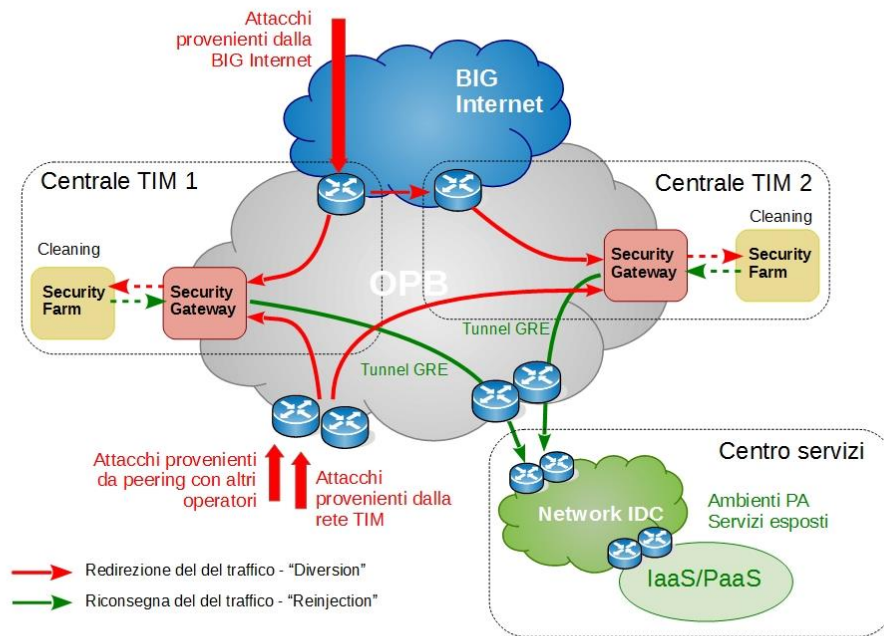 Attacchi
provenienti dalla
BIG Internet
BIG
Internet
Centrale TIM 1
Centrale TIM 2
Cleaning
Cleaning
Security
Farm
Security
Gateway
OPB
Security
Gateway
Security
Farm
Tunnel GRE
Tunnel GRE
Attacchi provenienti
da peering con altri
operatori
Attacchi
provenienti dalla
rete TIM
Centro servizi
Network IDC
Ambienti PA
Servizi esposti
IaaS/PaaS
Redirezione del del traffico - “Diversion”
Riconsegna del del traffico - “Reinjection”